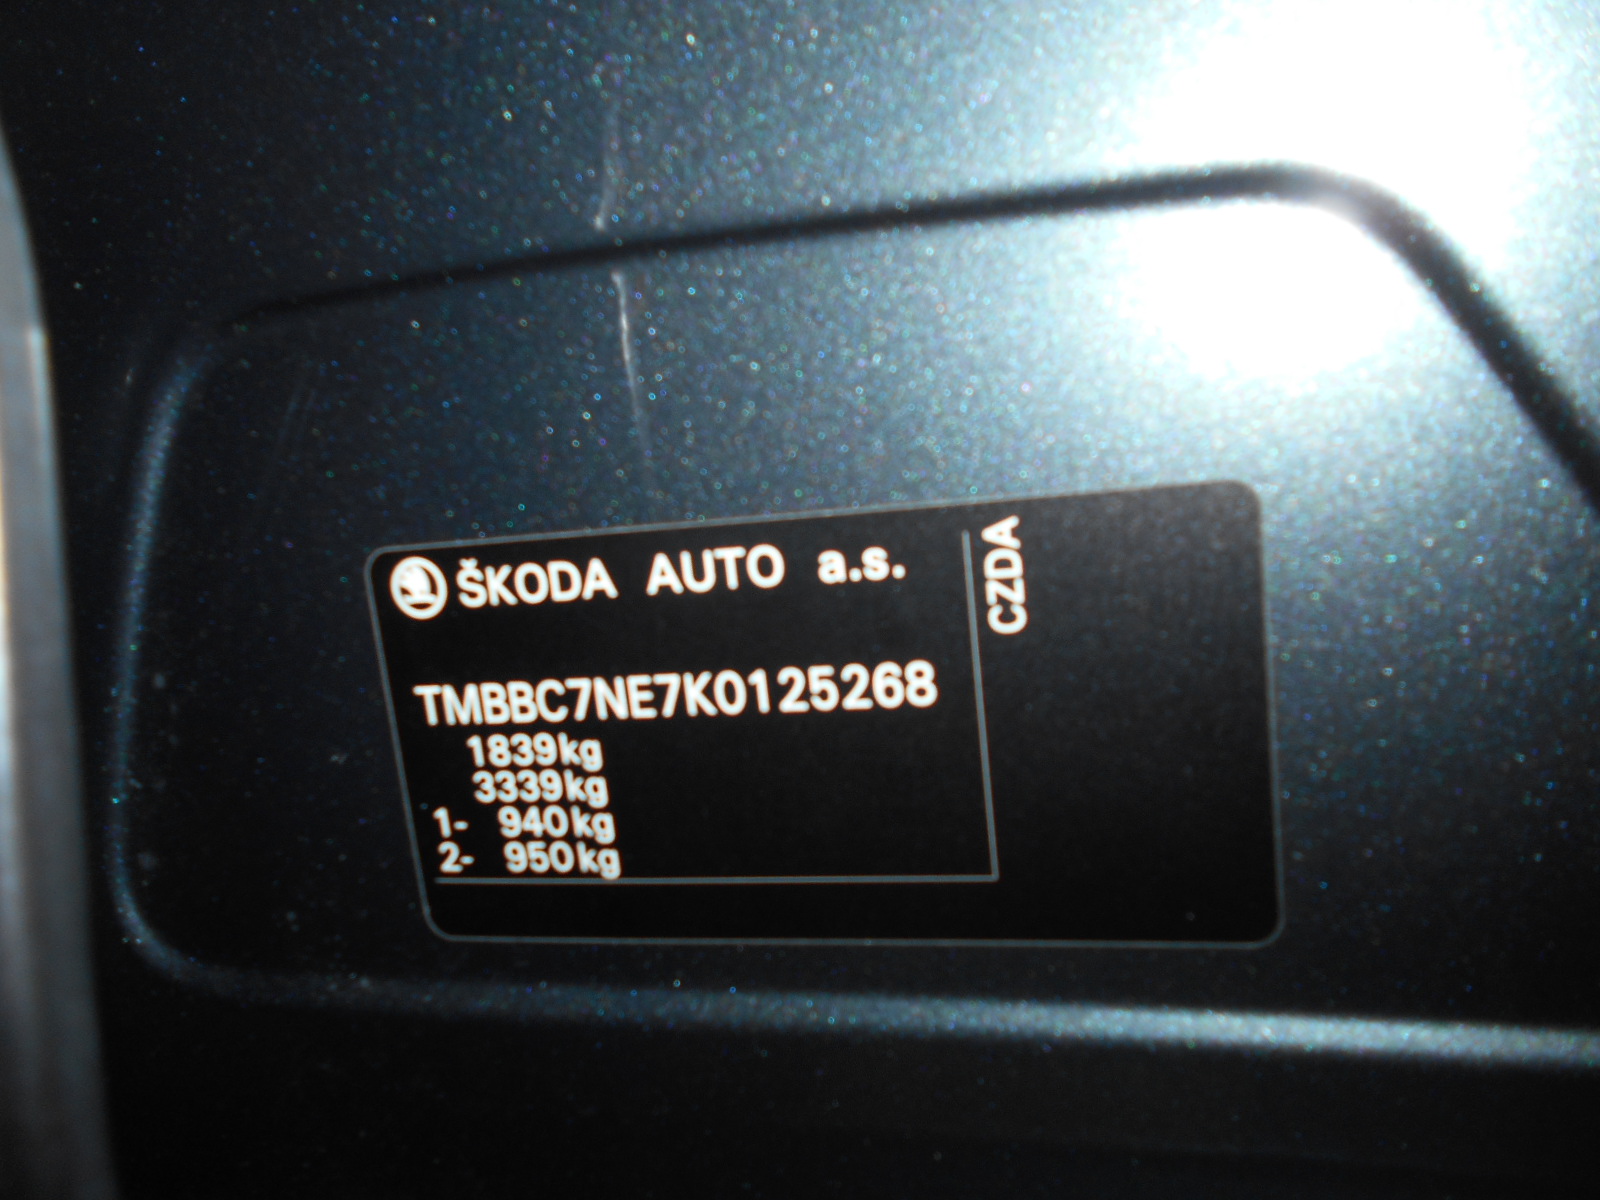 ŠKODA AUTO a.s.
CZDA
TMBBC7NE7K0125268
1839kg
3339kg
1- 940kg
2- 950kg